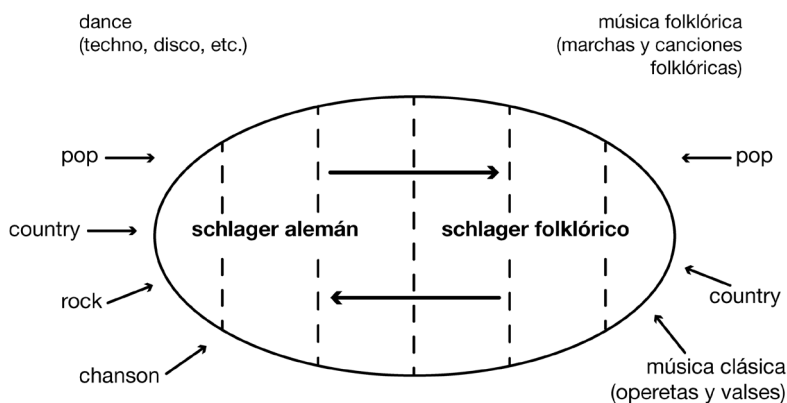 dance
(techno, disco, etc.)
música folklórica
(marchas y canciones
folklóricas)
pop
pop
country
schlager alemán
schlager folklórico
rock
country
chanson
música clásica
(operetas y valses)